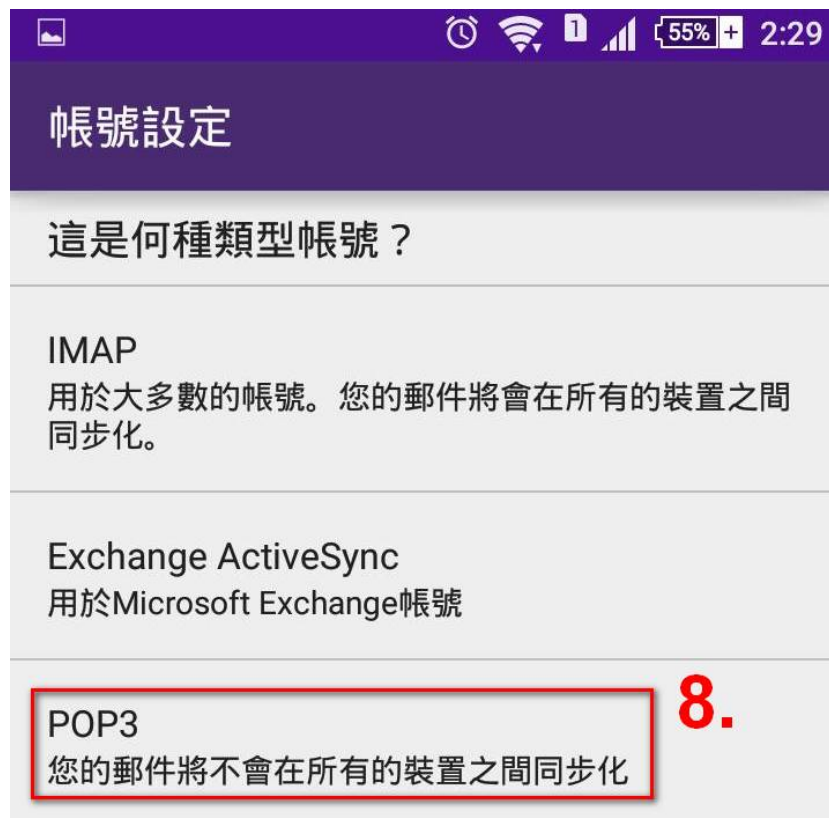 1 55% 2:29
帳號設定
這是何種類型帳號？
IMAP
用於大多數的帳號。您的郵件將會在所有的裝置之間
同步化。
Exchange ActiveSync
用於Microsoft Exchange帳號
8.
POP3
您的郵件將不會在所有的裝置之間同步化